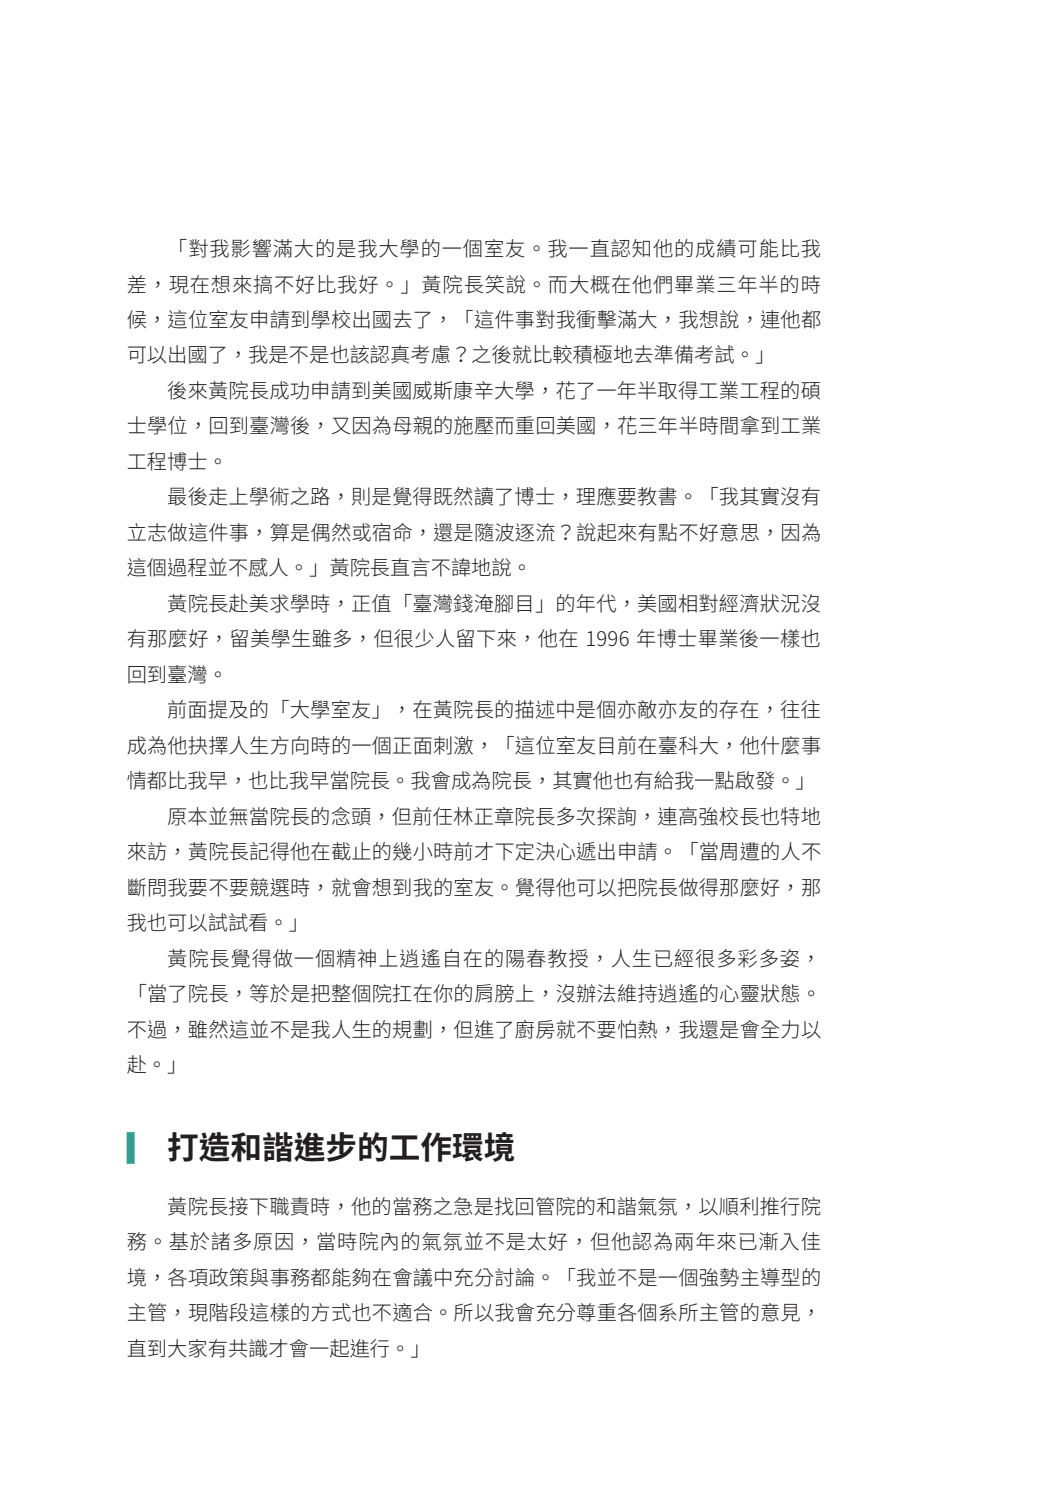 「對我影響滿大的是我大學的一個室友。我一直認知他的成績可能比我
差，現在想來搞不好比我好。」黃院長笑說。而大概在他們畢業三年半的時
候，這位室友申請到學校出國去了，「這件事對我衝擊滿大，我想說，連他都
可以出國了，我是不是也該認真考慮？之後就比較積極地去準備考試。」
後來黃院長成功申請到美國威斯康辛大學，花了一年半取得工業工程的碩
士學位，回到臺灣後，又因為母親的施壓而重回美國，花三年半時間拿到工業
工程博士。
最後走上學術之路，則是覺得既然讀了博士，理應要教書。「我其實沒有
立志做這件事，算是偶然或宿命，還是隨波逐流？說起來有點不好意思，因為
這個過程並不感人。」黃院長直言不諱地說。
黃院長赴美求學時，正值「臺灣錢淹腳目」的年代，美國相對經濟狀況沒
有那麼好，留美學生雖多，但很少人留下來，他在 1996 年博士畢業後一樣也
回到臺灣。
前面提及的「大學室友」，在黃院長的描述中是個亦敵亦友的存在，往往
成為他抉擇人生方向時的一個正面刺激，「這位室友目前在臺科大，他什麼事
情都比我早，也比我早當院長。我會成為院長，其實他也有給我一點啟發。」
原本並無當院長的念頭，但前任林正章院長多次探詢，連高強校長也特地
來訪，黃院長記得他在截止的幾小時前才下定決心遞出申請。「當周遭的人不
斷問我要不要競選時，就會想到我的室友。覺得他可以把院長做得那麼好，那
我也可以試試看。」
黃院長覺得做一個精神上逍遙自在的陽春教授，人生已經很多彩多姿，
「當了院長，等於是把整個院扛在你的肩膀上，沒辦法維持逍遙的心靈狀態。
不過，雖然這並不是我人生的規劃，但進了廚房就不要怕熱，我還是會全力以
赴。」
打造和諧進步的工作環境
黃院長接下職責時，他的當務之急是找回管院的和諧氣氛，以順利推行院
務。基於諸多原因，當時院內的氣氛並不是太好，但他認為兩年來已漸入佳
境，各項政策與事務都能夠在會議中充分討論。「我並不是一個強勢主導型的
主管，現階段這樣的方式也不適合。所以我會充分尊重各個系所主管的意見，
直到大家有共識才會一起進行。」